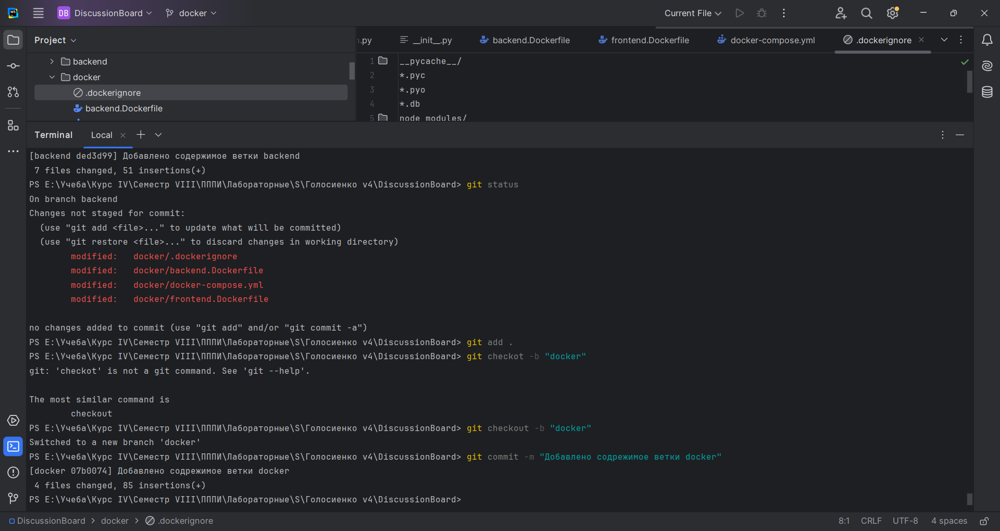 WS
DB DiscussionBoard docker Current File
Project
.py __init__.py backend.Dockerfile frontend.Dockerfile docker-compose.yml .dockerignore
backend
docker
.dockerignore
backend.Dockerfile
1 __pycache__/
2 *.pyc
3 *.pyo
4 *.db
5 node_modules/
Terminal Local
[backend ded3d99] Добавлено содержимое ветки backend
7 files changed, 51 insertions(+)
PS E:\Учеба\Курс IV\Семестр VIII\ПППИ\Лабораторные\S\Голосиенко v4\DiscussionBoard> git status
On branch backend
Changes not staged for commit:
(use "git add <file>..." to update what will be committed)
(use "git restore <file>..." to discard changes in working directory)
modified: docker/.dockerignore
modified: docker/backend.Dockerfile
modified: docker/docker-compose.yml
modified: docker/frontend.Dockerfile
no changes added to commit (use "git add" and/or "git commit -a")
PS E:\Учеба\Курс IV\Семестр VIII\ПППИ\Лабораторные\S\Голосиенко v4\DiscussionBoard> git add .
PS E:\Учеба\Курс IV\Семестр VIII\ПППИ\Лабораторные\S\Голосиенко v4\DiscussionBoard> git checkot -b "docker"
git: 'checkot' is not a git command. See 'git --help'.
The most similar command is
checkout
PS E:\Учеба\Курс IV\Семестр VIII\ПППИ\Лабораторные\S\Голосиенко v4\DiscussionBoard> git checkout -b "docker"
Switched to a new branch 'docker'
PS E:\Учеба\Курс IV\Семестр VIII\ПППИ\Лабораторные\S\Голосиенко v4\DiscussionBoard> git commit -m "Добавлено содрежимое ветки docker"
[docker 07b0074] Добавлено содрежимое ветки docker
4 files changed, 85 insertions(+)
PS E:\Учеба\Курс IV\Семестр VIII\ПППИ\Лабораторные\S\Голосиенко v4\DiscussionBoard>
DiscussionBoard > docker > .dockerignore 8:1 CRLF UTF-8 4 spaces